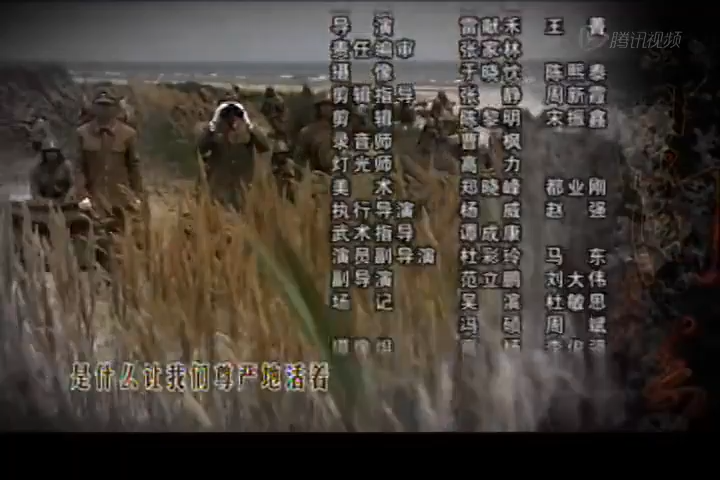 导 演 雷献禾 王 菁
腾讯视频
责任编审 张家林
摄 像 于晓 陈熙泰
剪辑指导 张 静 周新霞
剪 辑 陈黎明 宋振鑫
录音师 曹 枫
灯光师 高 力
美 术 郑晓峰 都业刚
执行导演 杨 威 赵 强
武术指导 谭成康
演员副导演 杜彩玲 马 东
副导演 范立鹏 刘大伟
场 记 吴 演 杜敏思
冯 硕 周 斌
是什么让我们尊严地活着